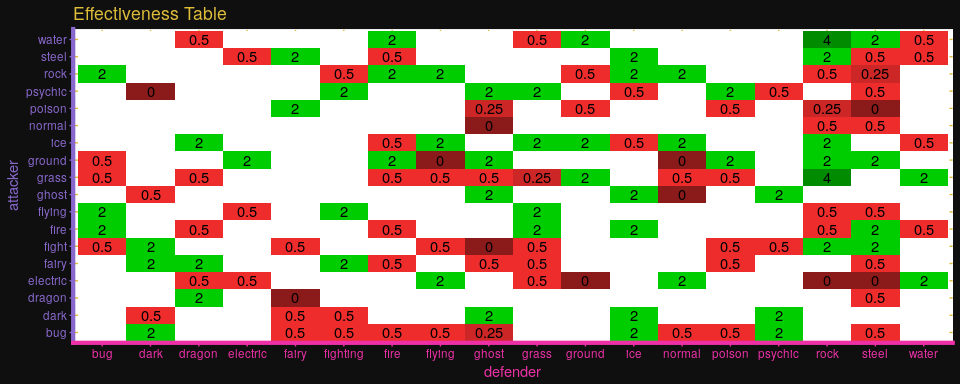 Effectiveness Table
attacker
water 0.5 2 0.5 2 4 2 0.5
steel 0.5 2 0.5 2 2 0.5 0.5
rock 2 0.5 2 2 0.5 2 2 0.5 0.25
psychic 0 2 2 2 0.5 2 0.5 0.5
poison 2 0.25 0.5 0.5 0.25 0
normal 0 0.5 0.5
ice 2 0.5 2 2 2 0.5 2 2 0.5
ground 0.5 2 2 0 2 0 2 2 2
grass 0.5 0.5 0.5 0.5 0.5 0.25 2 0.5 0.5 4 2
ghost 0.5 2 2 0 2
flying 2 0.5 2 2 0.5 0.5
fire 2 0.5 0.5 2 2 0.5 2 0.5
fight 0.5 2 0.5 0.5 0 0.5 0.5 0.5 2 2
fairy 2 2 2 0.5 0.5 0.5 0.5 0.5
electric 0.5 0.5 2 0.5 0 2 0 0 2
dragon 2 0 0.5
dark 0.5 0.5 0.5 2 2 2
bug 2 0.5 0.5 0.5 0.5 0.25 2 0.5 0.5 2 0.5
bug dark dragon electric fairy fighting fire flying ghost grass ground ice normal poison psychic rock steel water
defender